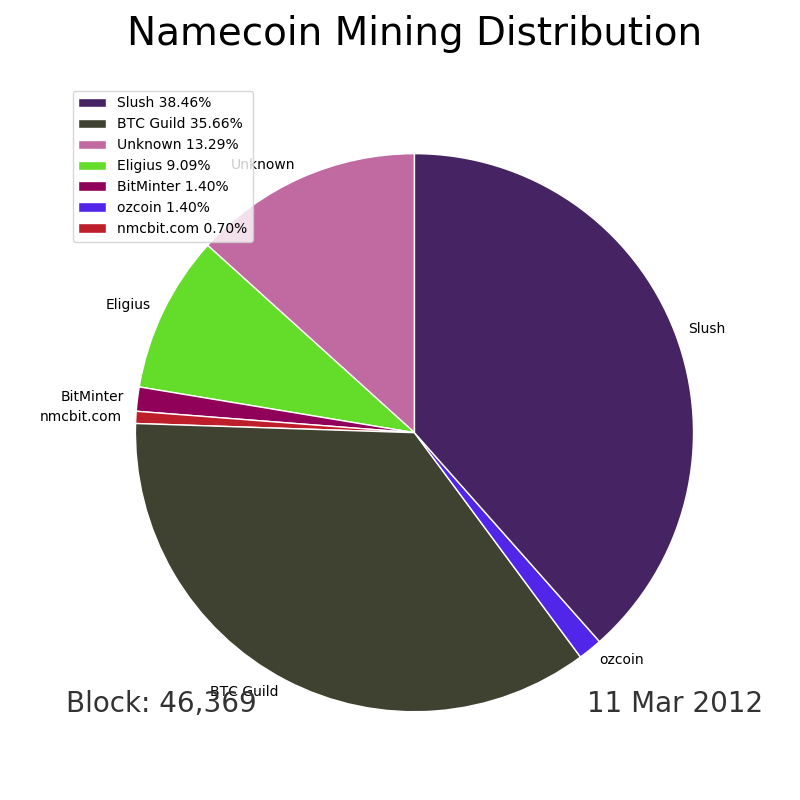 Namecoin Mining Distribution
Slush 38.46%
BTC Guild 35.66%
Unknown 13.29%
Eligius 9.09%
BitMinter 1.40%
ozcoin 1.40%
nmcbit.com 0.70%
Unknown
Eligius
Slush
BitMinter
nmcbit.com
ozcoin
BTC Guild
Block: 46,369
11 Mar 2012